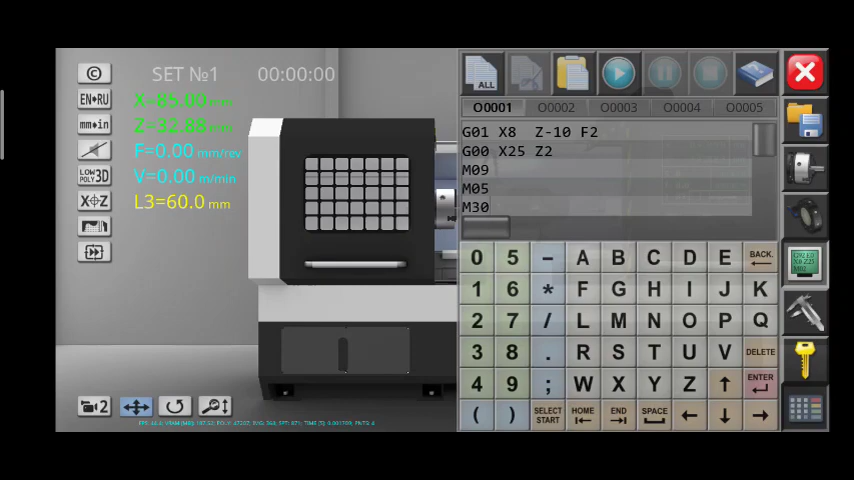 SET №1 00:00:00
©
EN▸RU
mm▸in
LOW POLY 3D
X Z
X=85.00 mm
Z=32.88 mm
F=0.00 mm/rev
V=0.00 m/min
L3=60.0 mm
2
ALL
O0001 O0002 O0003 O0004 O0005
G01 X8 Z-10 F2
G00 X25 Z2
M09
M05
M30
0 5 - A B C D E BACK
1 6 * F G H I J K
2 7 / L M N O P Q
3 8 . R S T U V DELETE
4 9 ; W X Y Z ↑ ENTER
( ) SELECT START HOME END SPACE ← ↓ →